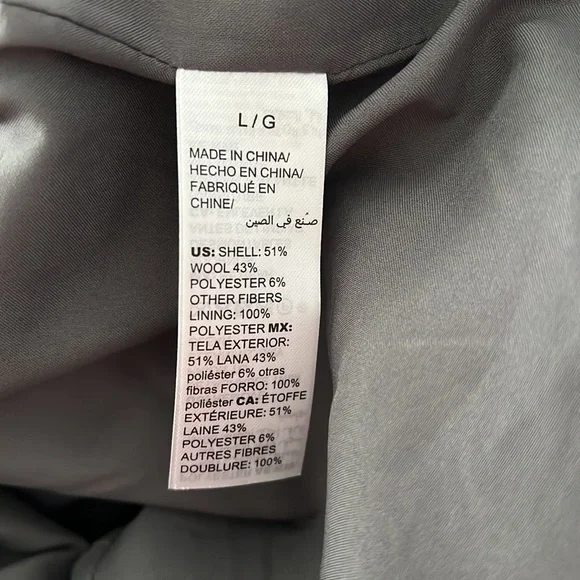 L / G
MADE IN CHINA/
HECHO EN CHINA/
FABRIQUÉ EN
CHINE/
صُنع في الصين
US: SHELL: 51%
WOOL 43%
POLYESTER 6%
OTHER FIBERS
LINING: 100%
POLYESTER MX:
TELA EXTERIOR:
51% LANA 43%
poliéster 6% otras
fibras FORRO: 100%
poliéster CA: ÉTOFFE
EXTÉRIEURE: 51%
LAINE 43%
POLYESTER 6%
AUTRES FIBRES
DOUBLURE: 100%